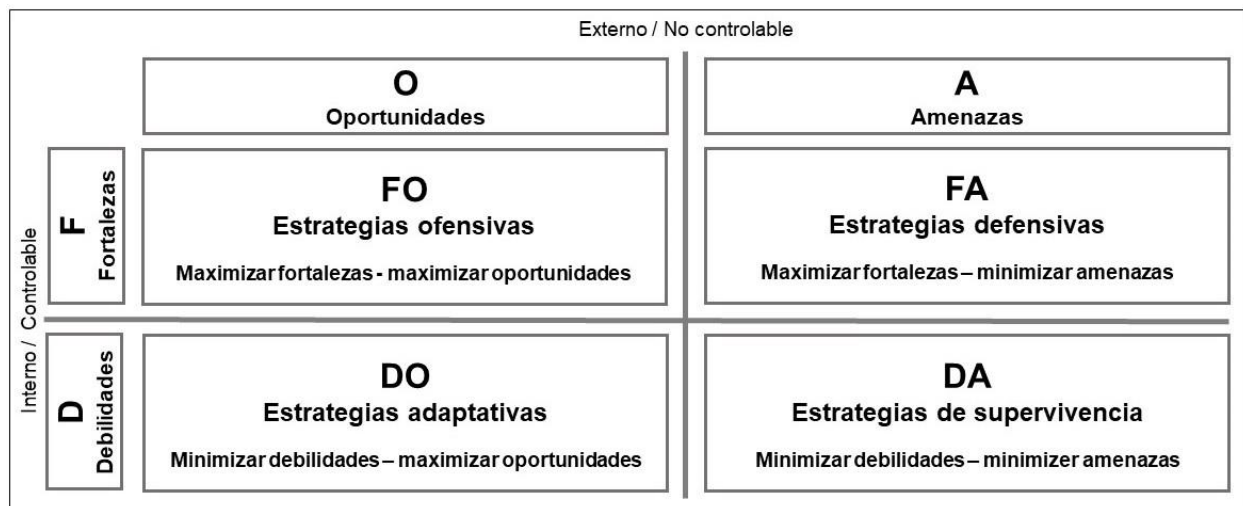 Externo / No controlable
O
Oportunidades
A
Amenazas
Interno / Controlable
F
Fortalezas
FO
Estrategias ofensivas
Maximizar fortalezas - maximizar oportunidades
FA
Estrategias defensivas
Maximizar fortalezas – minimizar amenazas
D
Debilidades
DO
Estrategias adaptativas
Minimizar debilidades – maximizar oportunidades
DA
Estrategias de supervivencia
Minimizar debilidades – minimizer amenazas